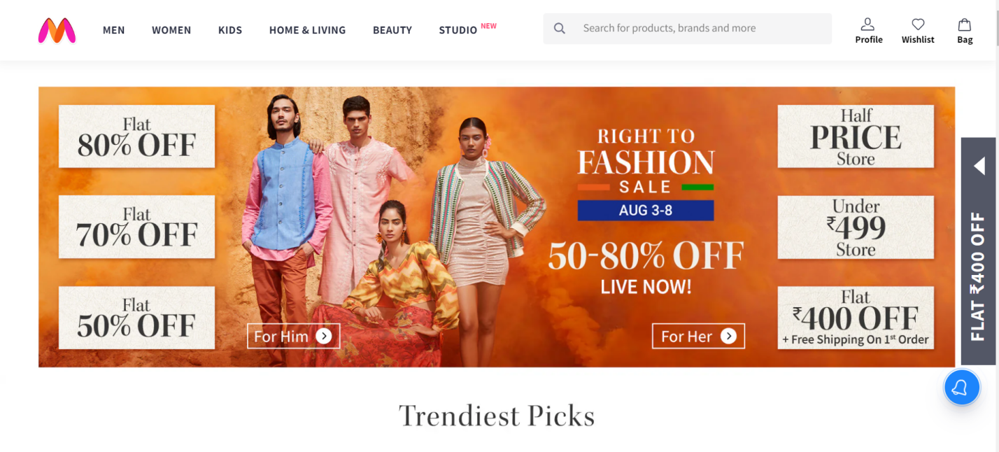 MEN
WOMEN
KIDS
HOME & LIVING
BEAUTY
STUDIO NEW
Search for products, brands and more
Profile
Wishlist
Bag
Flat
80% OFF
Flat
70% OFF
Flat
50% OFF
For Him
RIGHT TO
FASHION
SALE
AUG 3-8
50-80% OFF
LIVE NOW!
For Her
Half
PRICE
Store
Under
₹499
Store
Flat
₹400 OFF
+ Free Shipping On 1st Order
FLAT ₹400 OFF
Trendiest Picks